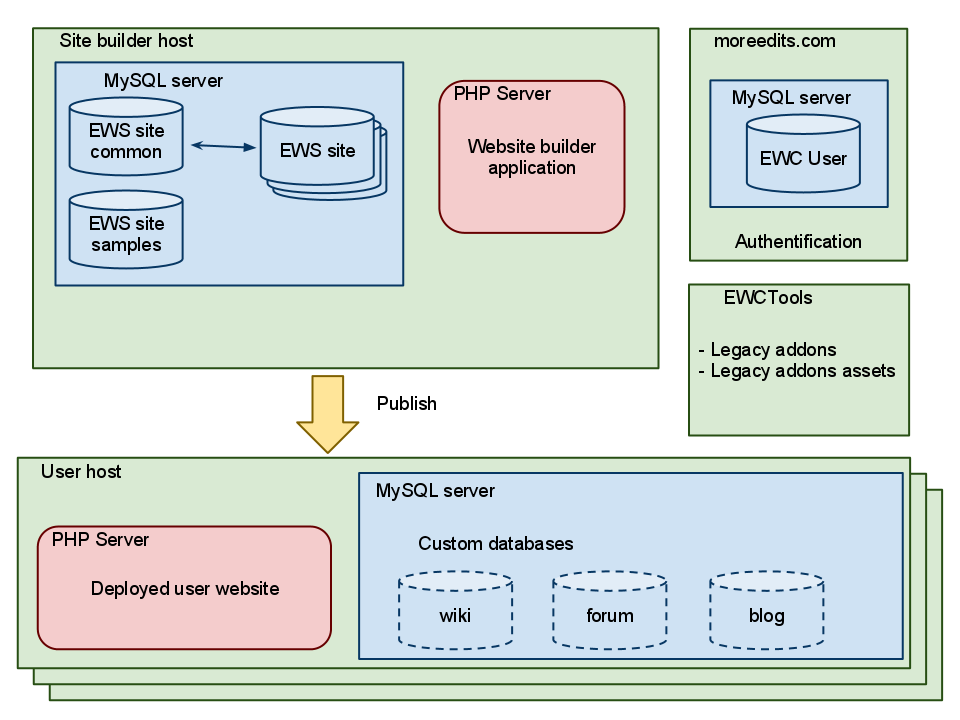 Site builder host
MySQL server
EWS site
common
EWS site
EWS site
samples
PHP Server
Website builder
application
moreedits.com
MySQL server
EWC User
Authentification
EWCTools
- Legacy addons
- Legacy addons assets
Publish
User host
PHP Server
Deployed user website
MySQL server
Custom databases
wiki
forum
blog